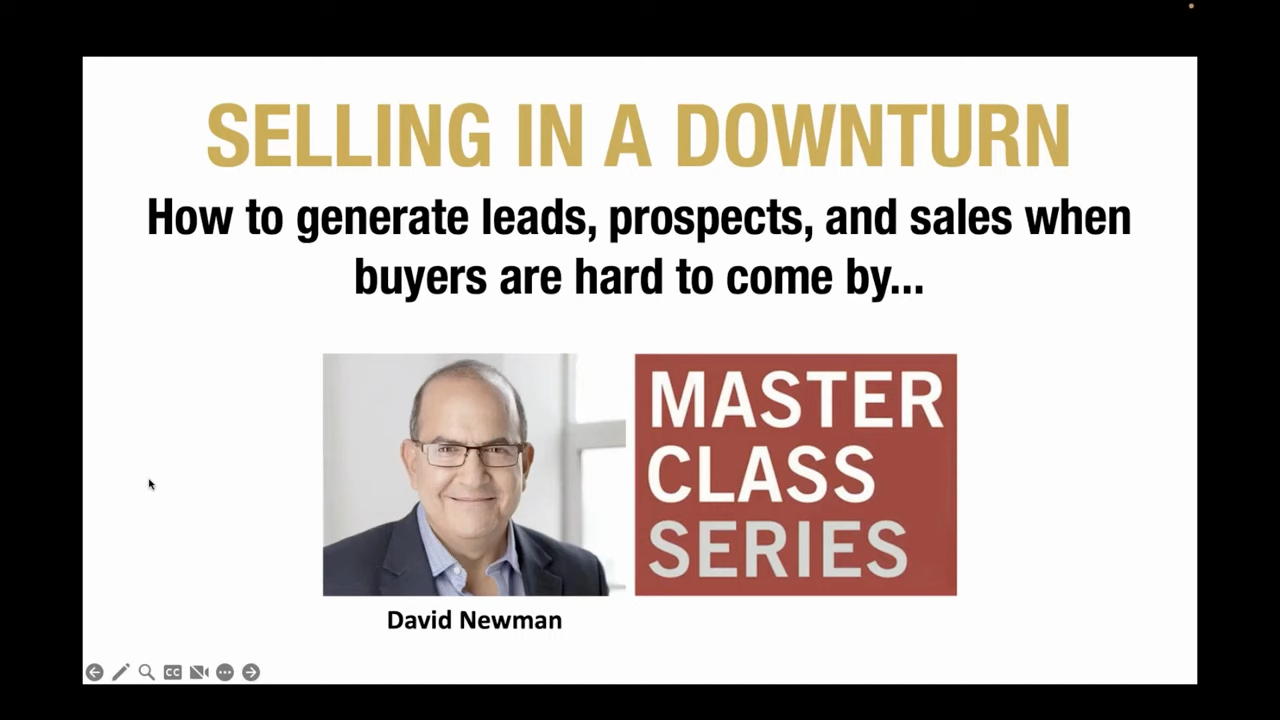 SELLING IN A DOWNTURN
How to generate leads, prospects, and sales when
buyers are hard to come by...
MASTER
CLASS
SERIES
David Newman
CC